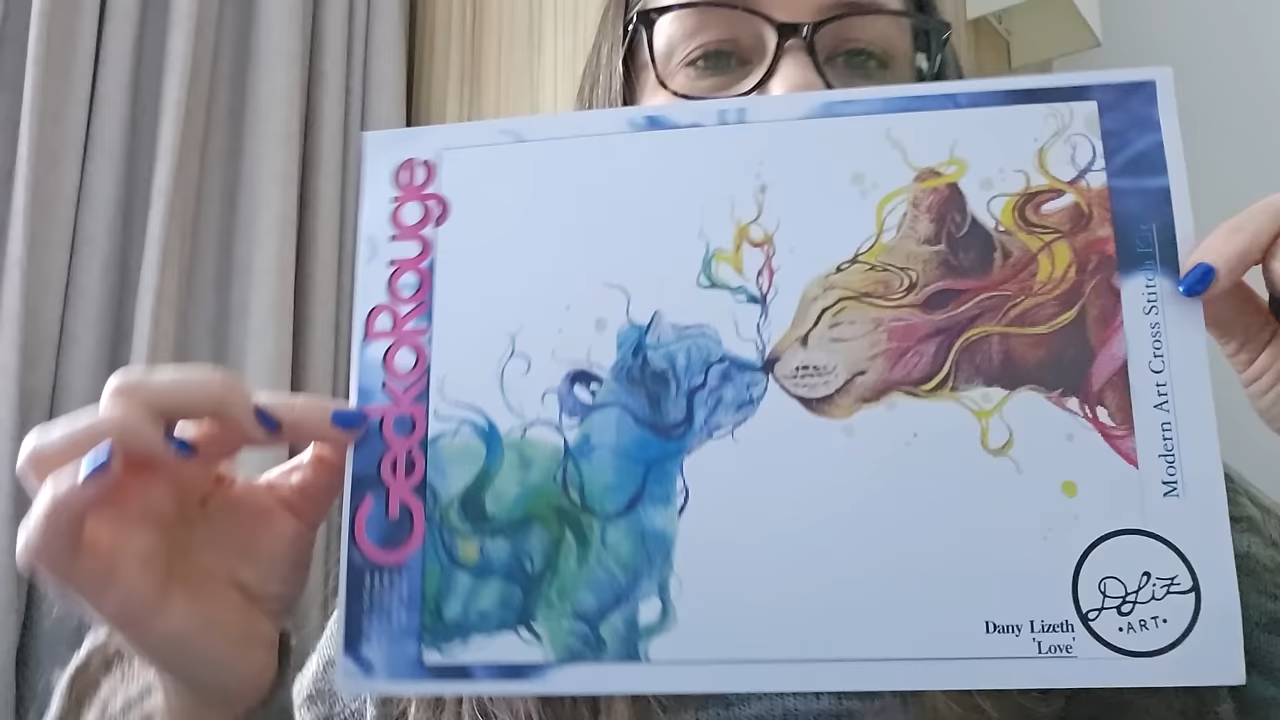 GeckoRouge
Modern Art Cross Stitch Kit
Dany Lizeth
'Love'
DLiz
•ART•